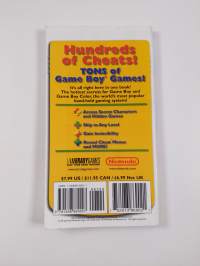 Hundreds of Cheats!
TONS of
Game Boy® Games!
It's all right here in one book!
The hottest secrets for Game Boy and
Game Boy Color, the world's most popular
hand-held gaming systems!
Access Secret Characters
and Hidden Games
Skip to Any Level
Gain Invincibility
Reveal Cheat Menus
and MORE!
Nintendo
$7.99 US / $11.95 CAN / £4.99 Net UK